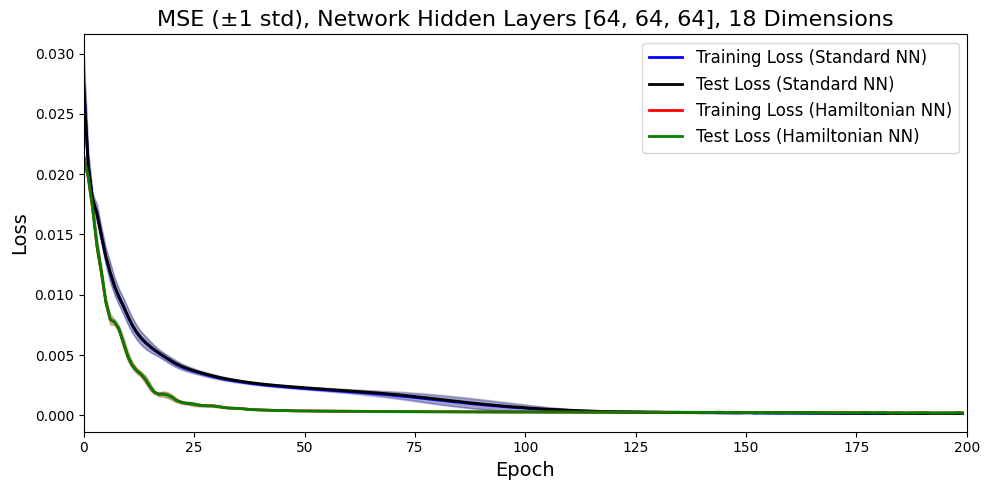 MSE (±1 std), Network Hidden Layers [64, 64, 64], 18 Dimensions
Training Loss (Standard NN)
Test Loss (Standard NN)
Training Loss (Hamiltonian NN)
Test Loss (Hamiltonian NN)
Loss
0.030
0.025
0.020
0.015
0.010
0.005
0.000
0 25 50 75 100 125 150 175 200
Epoch